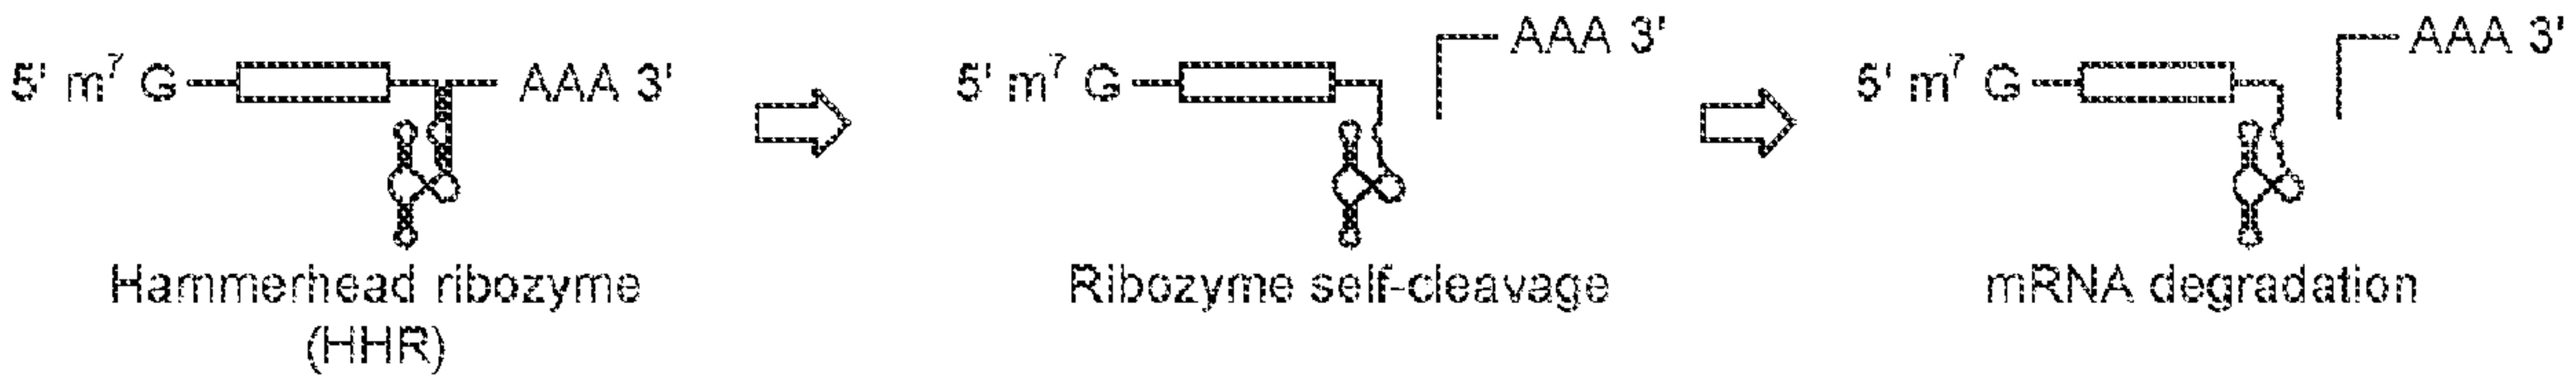 5' m⁷ G AAA 3'
5' m⁷ G AAA 3'
5' m⁷ G AAA 3'
Hammerhead ribozyme
(HHR)
Ribozyme self-cleavage
mRNA degradation